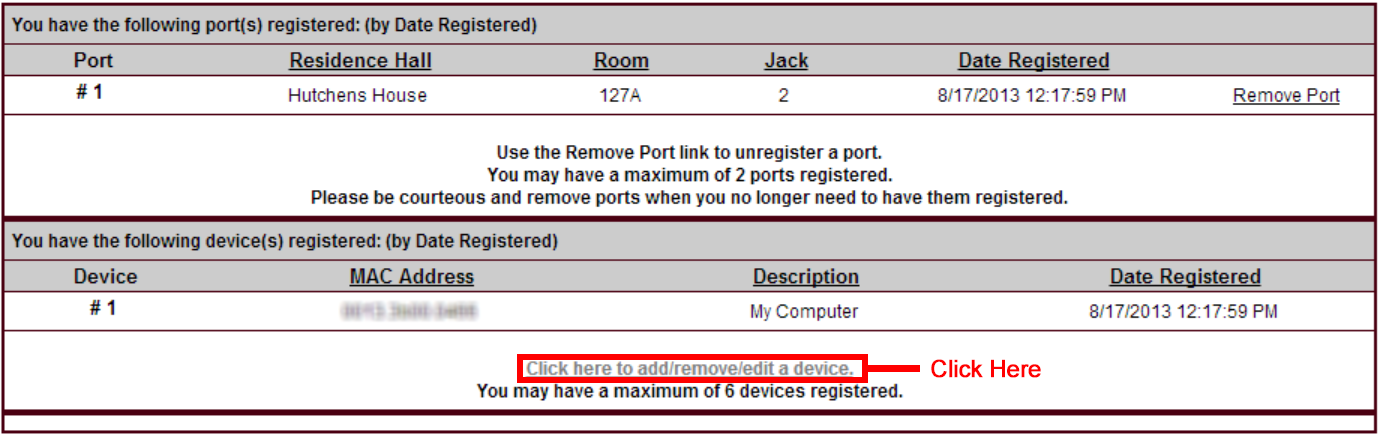 You have the following port(s) registered: (by Date Registered)
Port Residence Hall Room Jack Date Registered
# 1 Hutchens House 127A 2 8/17/2013 12:17:59 PM Remove Port
Use the Remove Port link to unregister a port.
You may have a maximum of 2 ports registered.
Please be courteous and remove ports when you no longer need to have them registered.
You have the following device(s) registered: (by Date Registered)
Device MAC Address Description Date Registered
# 1 My Computer 8/17/2013 12:17:59 PM
Click here to add/remove/edit a device. Click Here
You may have a maximum of 6 devices registered.